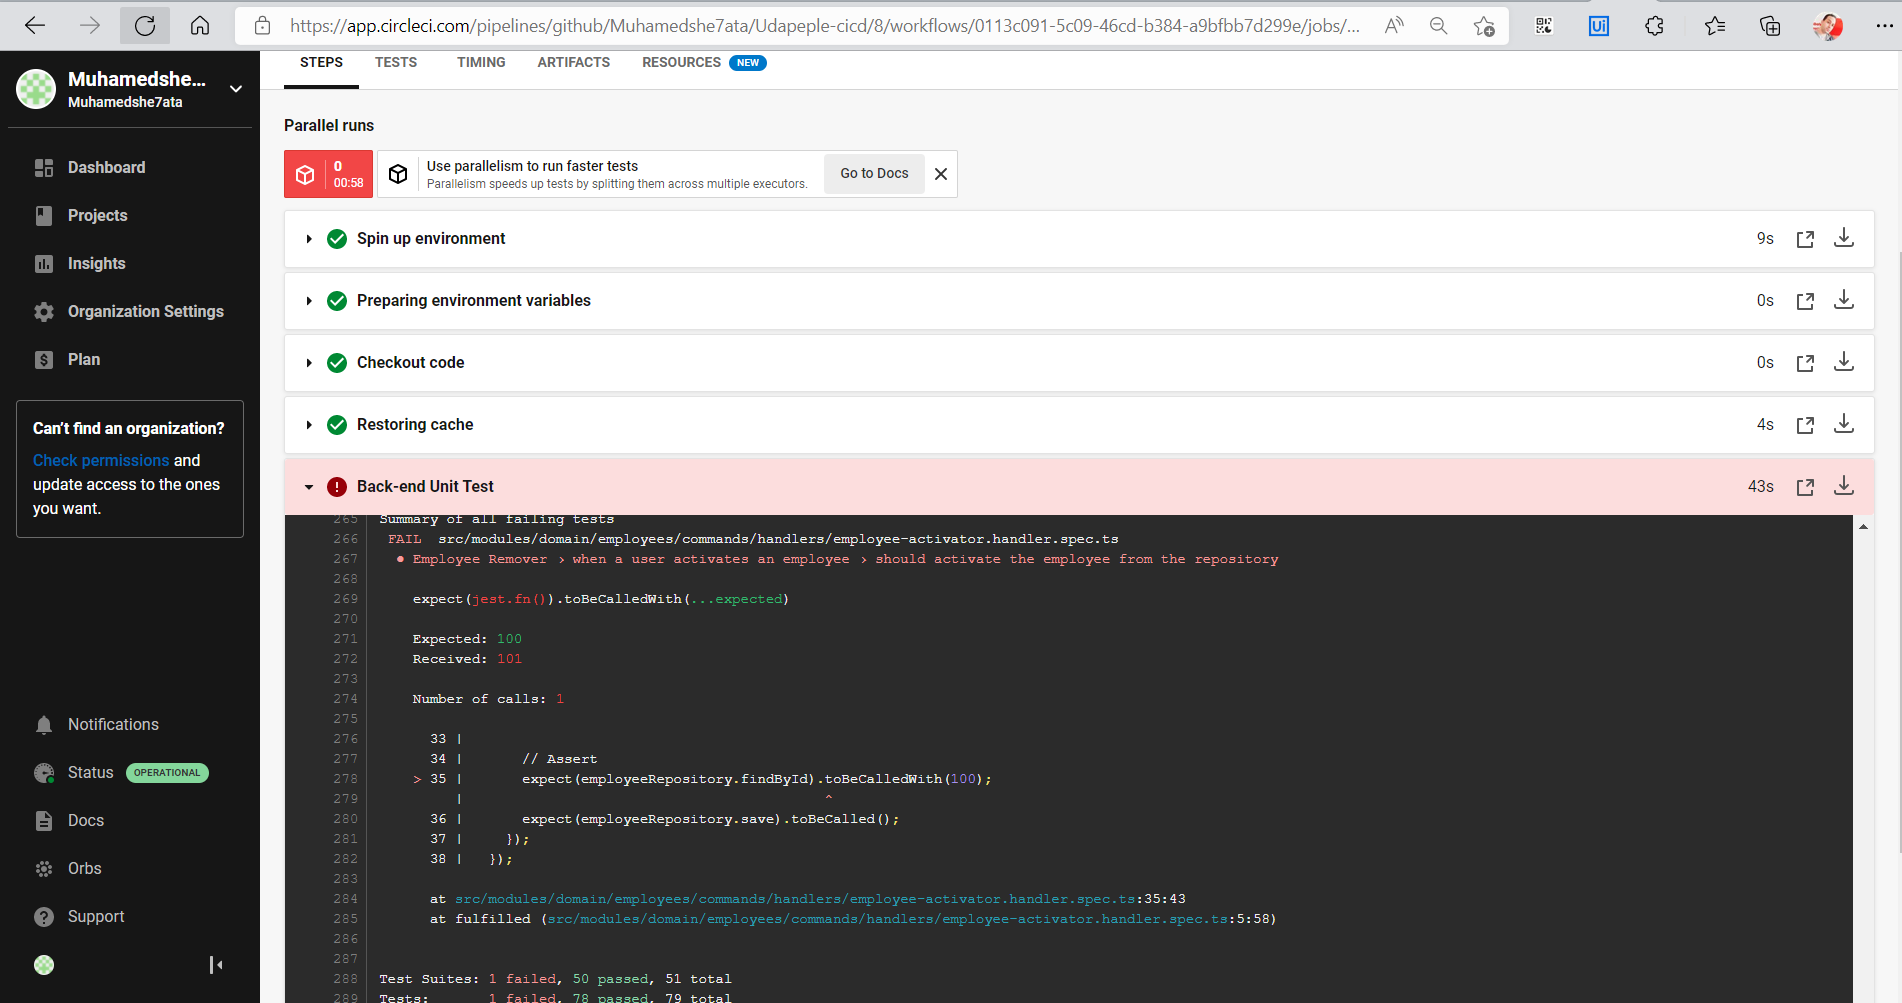 https://app.circleci.com/pipelines/github/Muhamedshe7ata/Udapeple-cicd/8/workflows/0113c091-5c09-46cd-b384-a9bfbb7d299e/jobs/...
Muhamedshe...
Muhamedshe7ata
Dashboard
Projects
Insights
Organization Settings
Plan
Can't find an organization?
Check permissions and
update access to the ones
you want.
Notifications
Status OPERATIONAL
Docs
Orbs
Support
STEPS TESTS TIMING ARTIFACTS RESOURCES NEW
Parallel runs
0
00:58
Use parallelism to run faster tests
Parallelism speeds up tests by splitting them across multiple executors.
Go to Docs
Spin up environment 9s
Preparing environment variables 0s
Checkout code 0s
Restoring cache 4s
Back-end Unit Test 43s
265 Summary of all failing tests
266 FAIL src/modules/domain/employees/commands/handlers/employee-activator.handler.spec.ts
267 ● Employee Remover › when a user activates an employee › should activate the employee from the repository
268
269 expect(jest.fn()).toBeCalledWith(...expected)
270
271 Expected: 100
272 Received: 101
273
274 Number of calls: 1
275
276 33 |
277 34 | // Assert
278 > 35 | expect(employeeRepository.findById).toBeCalledWith(100);
279 | ^
280 36 | expect(employeeRepository.save).toBeCalled();
281 37 | });
282 38 | });
283
284 at src/modules/domain/employees/commands/handlers/employee-activator.handler.spec.ts:35:43
285 at fulfilled (src/modules/domain/employees/commands/handlers/employee-activator.handler.spec.ts:5:58)
286
287
288 Test Suites: 1 failed, 50 passed, 51 total
289 Tests: 1 failed, 78 passed, 79 total